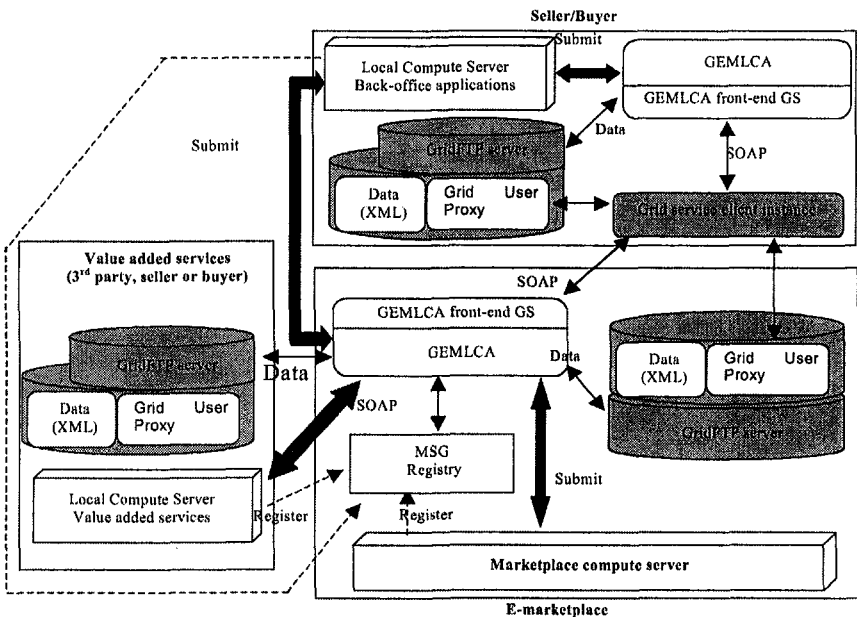 Seller/Buyer
Submit
Local Compute Server
Back-office applications
GEMLCA
GEMLCA front-end GS
Submit
Data
GridFTP server
SOAP
Data
(XML)
Grid User
Proxy
Grid service client instance
Value added services
(3rd party, seller or buyer)
SOAP
GEMLCA front-end GS
GEMLCA
GridFTP server
Data
Data
Data
(XML)
Grid User
Proxy
Data
(XML)
Grid User
Proxy
SOAP
GridFTP server
MSG
Registry
Submit
Local Compute Server
Value added services
Register
Register
Marketplace compute server
E-marketplace